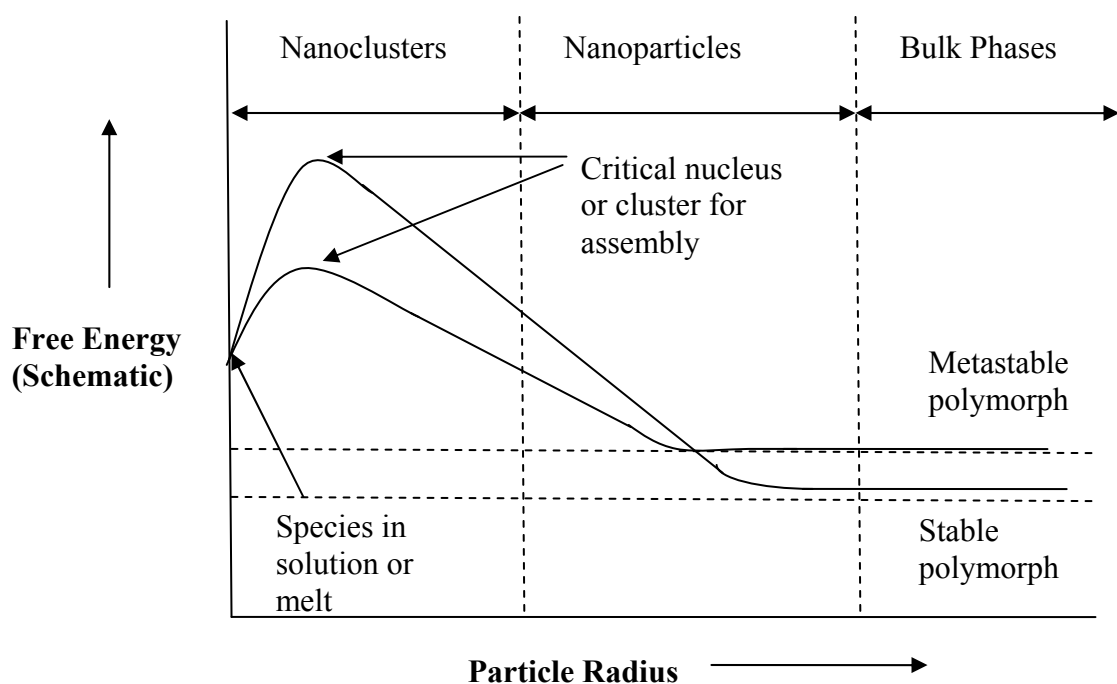 Nanoclusters
Nanoparticles
Bulk Phases
Critical nucleus
or cluster for
assembly
Free Energy
(Schematic)
Metastable
polymorph
Species in
solution or
melt
Stable
polymorph
Particle Radius